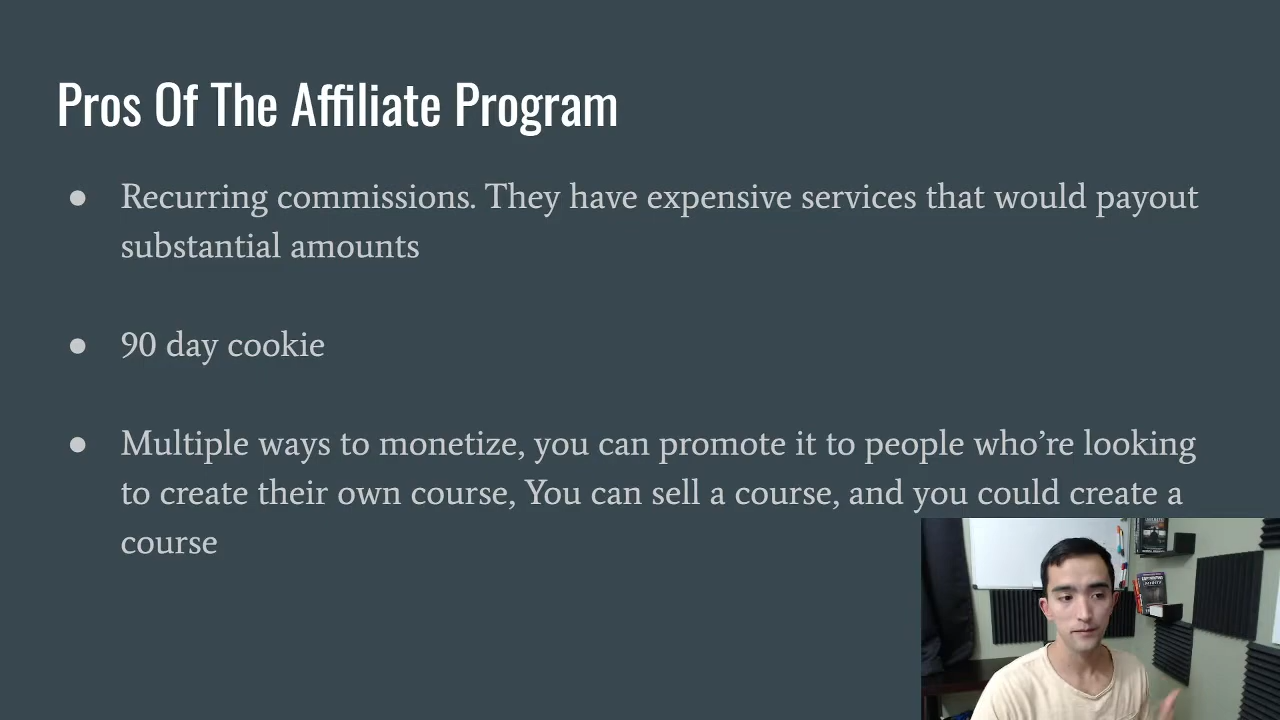 Pros Of The Affiliate Program
● Recurring commissions. They have expensive services that would payout
substantial amounts
● 90 day cookie
● Multiple ways to monetize, you can promote it to people who’re looking
to create their own course, You can sell a course, and you could create a
course